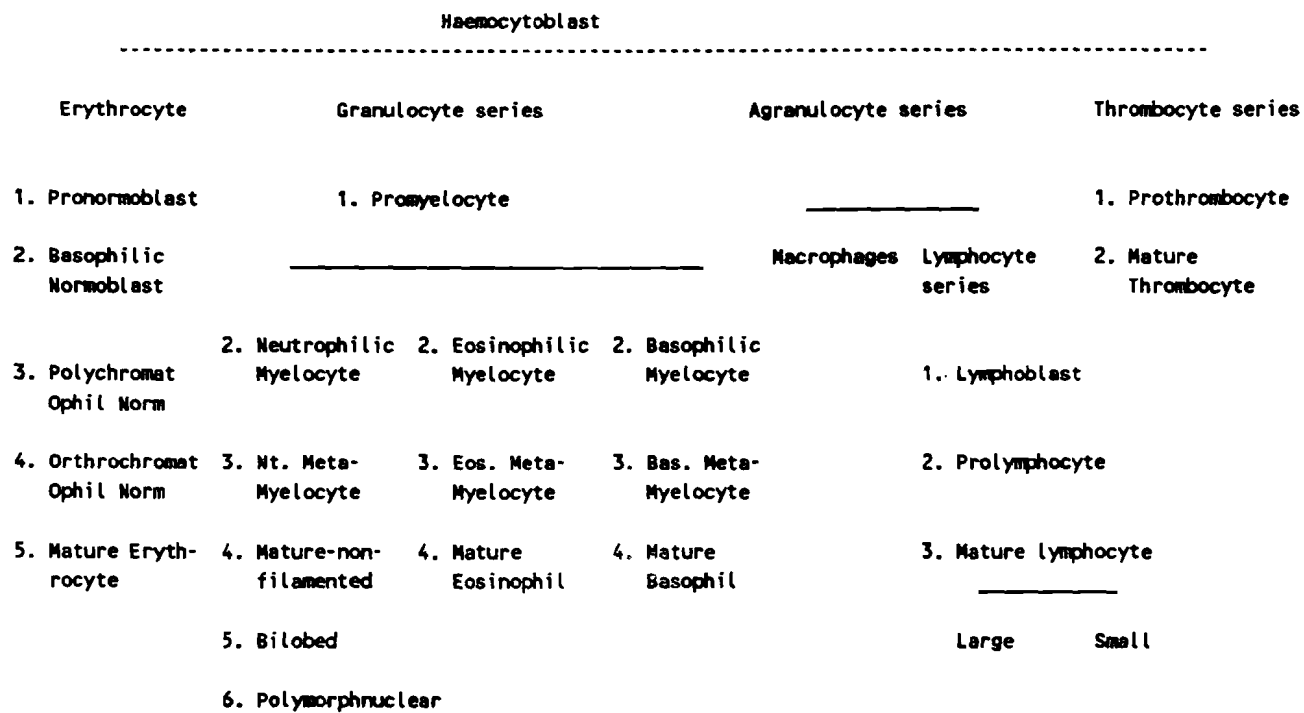 Haemocytoblast
Erythrocyte Granulocyte series Agranulocyte series Thrombocyte series
1. Pronormoblast 1. Promyelocyte 1. Prothrombocyte
2. Basophilic Macrophages Lymphocyte 2. Mature
Normoblast series Thrombocyte
2. Neutrophilic 2. Eosinophilic 2. Basophilic
3. Polychromat Myelocyte Myelocyte Myelocyte 1. Lymphoblast
Ophil Norm
4. Orthrochromat 3. Nt. Meta- 3. Eos. Meta- 3. Bas. Meta- 2. Prolymphocyte
Ophil Norm Myelocyte Myelocyte Myelocyte
5. Mature Eryth- 4. Mature-non- 4. Mature 4. Mature 3. Mature lymphocyte
rocyte filamented Eosinophil Basophil
5. Bilobed Large Small
6. Polymorphnuclear